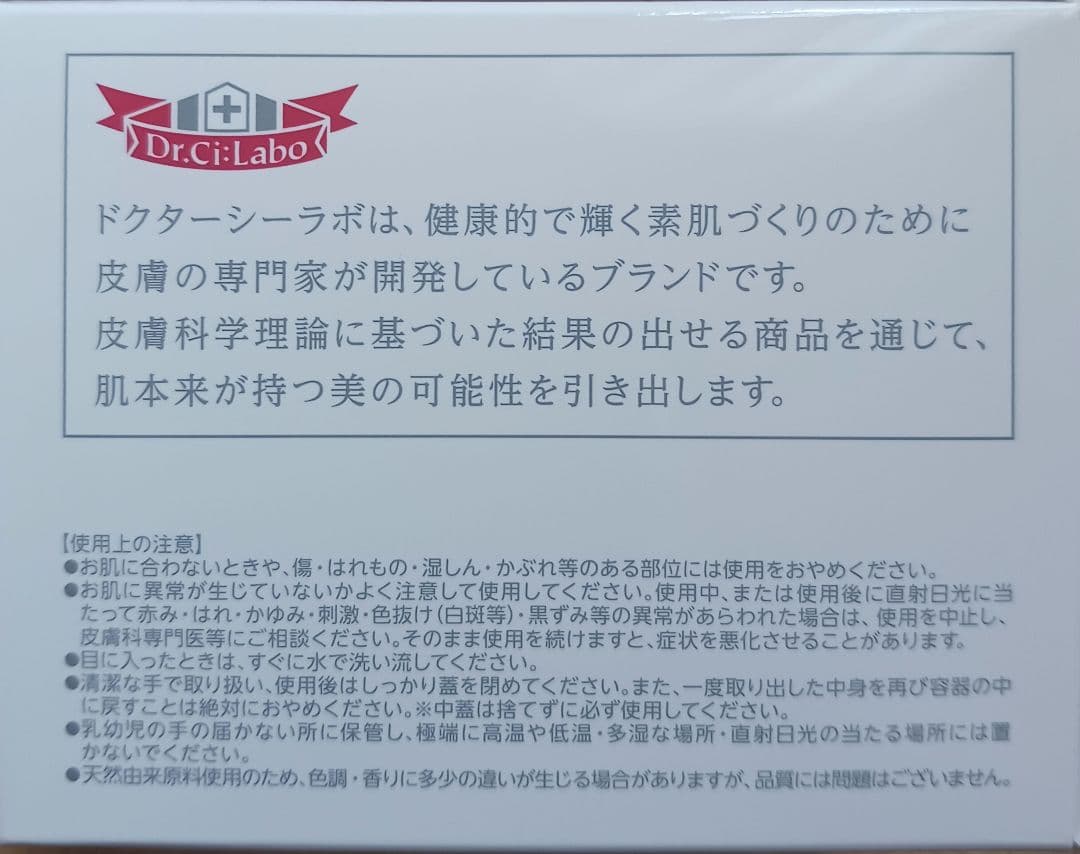 Dr.Ci:Labo
ドクターシーラボは、健康的で輝く素肌づくりのために
皮膚の専門家が開発しているブランドです。
皮膚科学理論に基づいた結果の出せる商品を通じて、
肌本来が持つ美の可能性を引き出します。
【使用上の注意】
●お肌に合わないときや、傷・はれもの・湿しん・かぶれ等のある部位には使用をおやめください。
●お肌に異常が生じていないかよく注意して使用してください。使用中、または使用後に直射日光に当
たって赤み・はれ・かゆみ・刺激・色抜け(白斑等)・黒ずみ等の異常があらわれた場合は、使用を中止し、
皮膚科専門医等にご相談ください。そのまま使用を続けますと、症状を悪化させることがあります。
●目に入ったときは、すぐに水で洗い流してください。
●清潔な手で取り扱い、使用後はしっかり蓋を閉めてください。また、一度取り出した中身を再び容器の中
に戻すことは絶対におやめください。※中蓋は捨てずに必ず使用してください。
●乳幼児の手の届かない所に保管し、極端に高温や低温・多湿な場所・直射日光の当たる場所には置
かないでください。
●天然由来原料使用のため、色調・香りに多少の違いが生じる場合がありますが、品質には問題はございません。